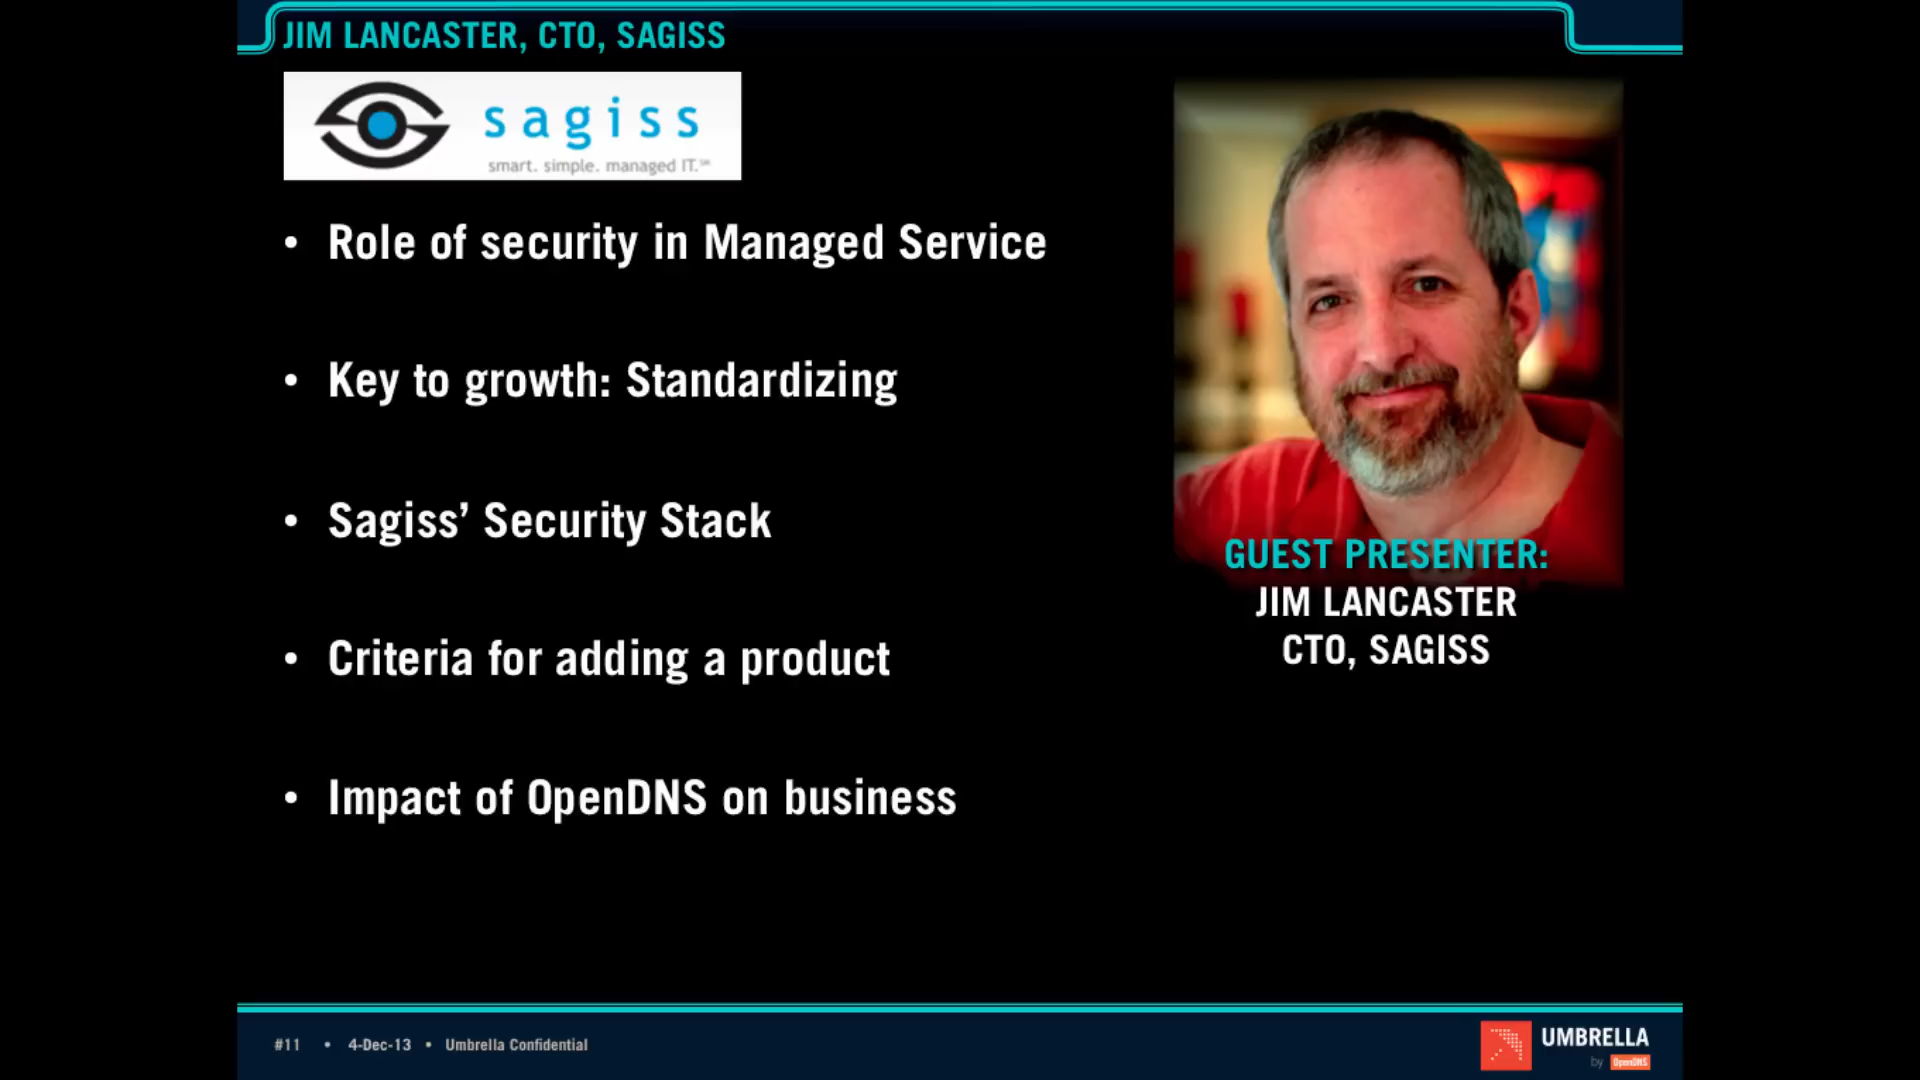 JIM LANCASTER, CTO, SAGISS
sagiss
smart. simple. managed IT.℠
• Role of security in Managed Service
• Key to growth: Standardizing
• Sagiss’ Security Stack
• Criteria for adding a product
• Impact of OpenDNS on business
GUEST PRESENTER:
JIM LANCASTER
CTO, SAGISS
#11 • 4-Dec-13 • Umbrella Confidential
UMBRELLA
by OpenDNS